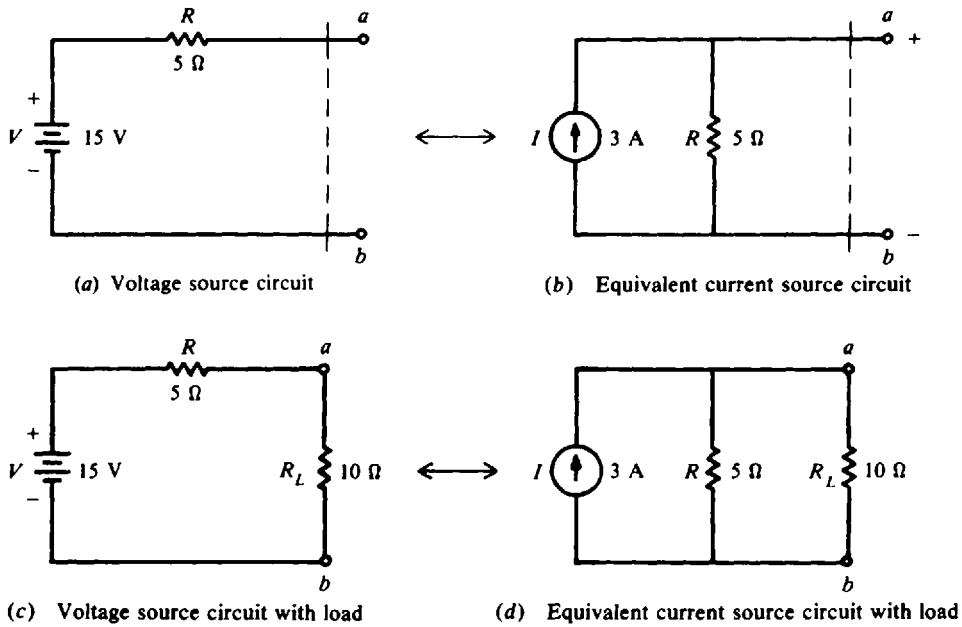 R
a
5 Ω
+
V
15 V
−
b
(a) Voltage source circuit
a
+
I
3 A
R
5 Ω
−
b
(b) Equivalent current source circuit
R
a
5 Ω
+
V
15 V
−
R_L
10 Ω
b
(c) Voltage source circuit with load
a
I
3 A
R
5 Ω
R_L
10 Ω
b
(d) Equivalent current source circuit with load